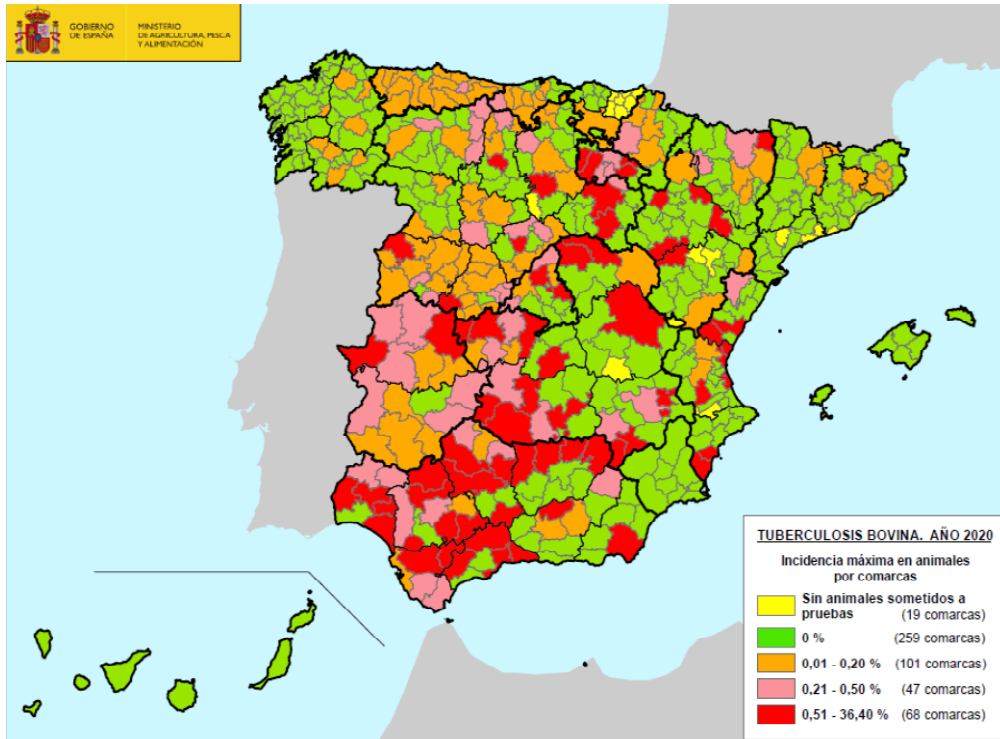 GOBIERNO
DE ESPAÑA
MINISTERIO
DE AGRICULTURA, PESCA
Y ALIMENTACIÓN
TUBERCULOSIS BOVINA. AÑO 2020
Incidencia máxima en animales
por comarcas
Sin animales sometidos a
pruebas (19 comarcas)
0 % (259 comarcas)
0,01 - 0,20 % (101 comarcas)
0,21 - 0,50 % (47 comarcas)
0,51 - 36,40 % (68 comarcas)